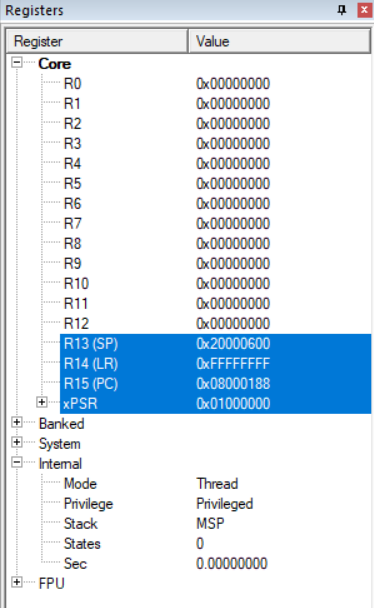 Registers
Register Value
Core
R0 0x00000000
R1 0x00000000
R2 0x00000000
R3 0x00000000
R4 0x00000000
R5 0x00000000
R6 0x00000000
R7 0x00000000
R8 0x00000000
R9 0x00000000
R10 0x00000000
R11 0x00000000
R12 0x00000000
R13 (SP) 0x20000600
R14 (LR) 0xFFFFFFFF
R15 (PC) 0x08000188
xPSR 0x01000000
Banked
System
Internal
Mode Thread
Privilege Privileged
Stack MSP
States 0
Sec 0.00000000
FPU